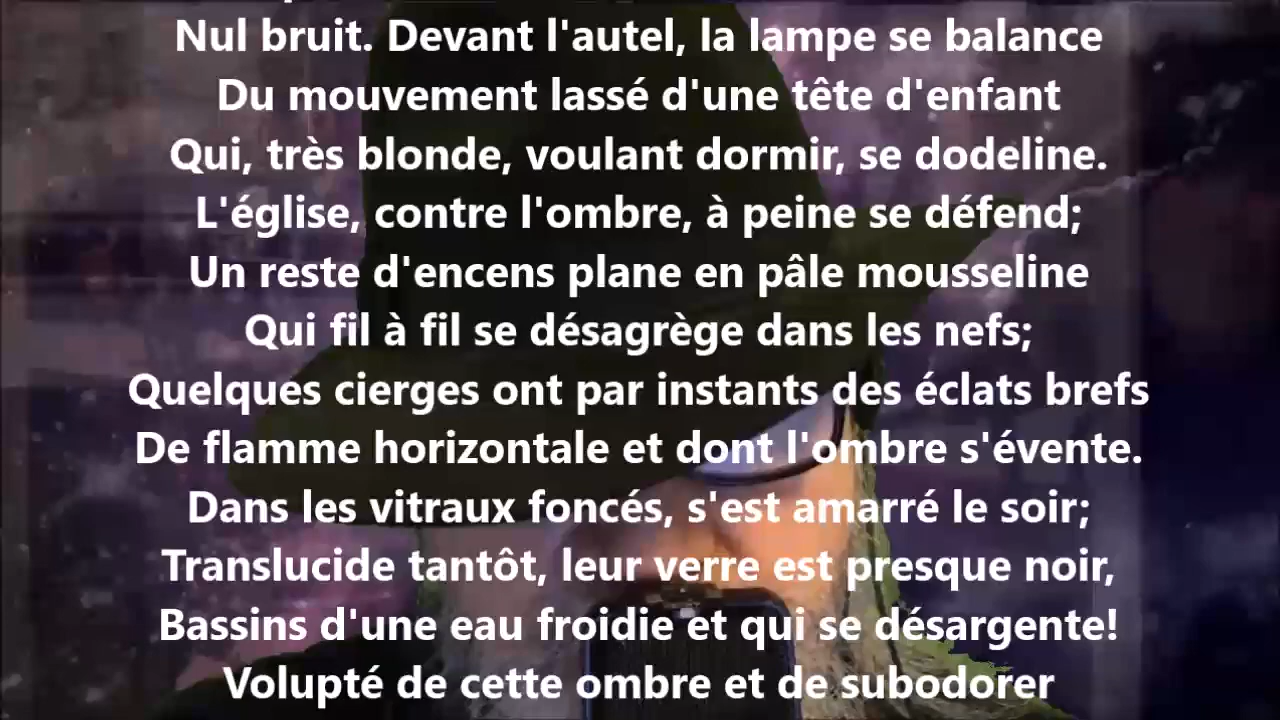 Nul bruit. Devant l'autel, la lampe se balance
Du mouvement lassé d'une tête d'enfant
Qui, très blonde, voulant dormir, se dodeline.
L'église, contre l'ombre, à peine se défend;
Un reste d'encens plane en pâle mousseline
Qui fil à fil se désagrège dans les nefs;
Quelques cierges ont par instants des éclats brefs
De flamme horizontale et dont l'ombre s'évente.
Dans les vitraux foncés, s'est amarré le soir;
Translucide tantôt, leur verre est presque noir,
Bassins d'une eau froidie et qui se désargente!
Volupté de cette ombre et de subodorer